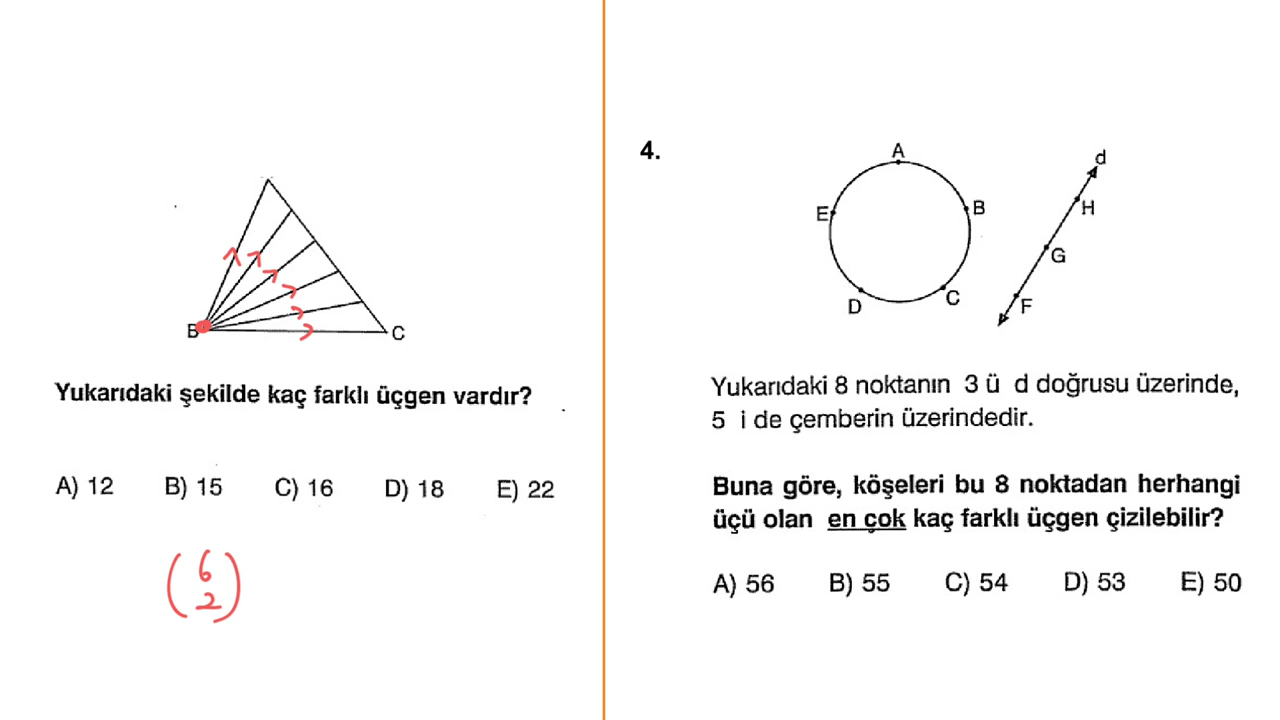 B
C
Yukarıdaki şekilde kaç farklı üçgen vardır?
A) 12 B) 15 C) 16 D) 18 E) 22
(6
2)
4.
A
d
E
B
H
G
D
C
F
Yukarıdaki 8 noktanın 3 ü d doğrusu üzerinde,
5 i de çemberin üzerindedir.
Buna göre, köşeleri bu 8 noktadan herhangi
üçü olan en çok kaç farklı üçgen çizilebilir?
A) 56 B) 55 C) 54 D) 53 E) 50